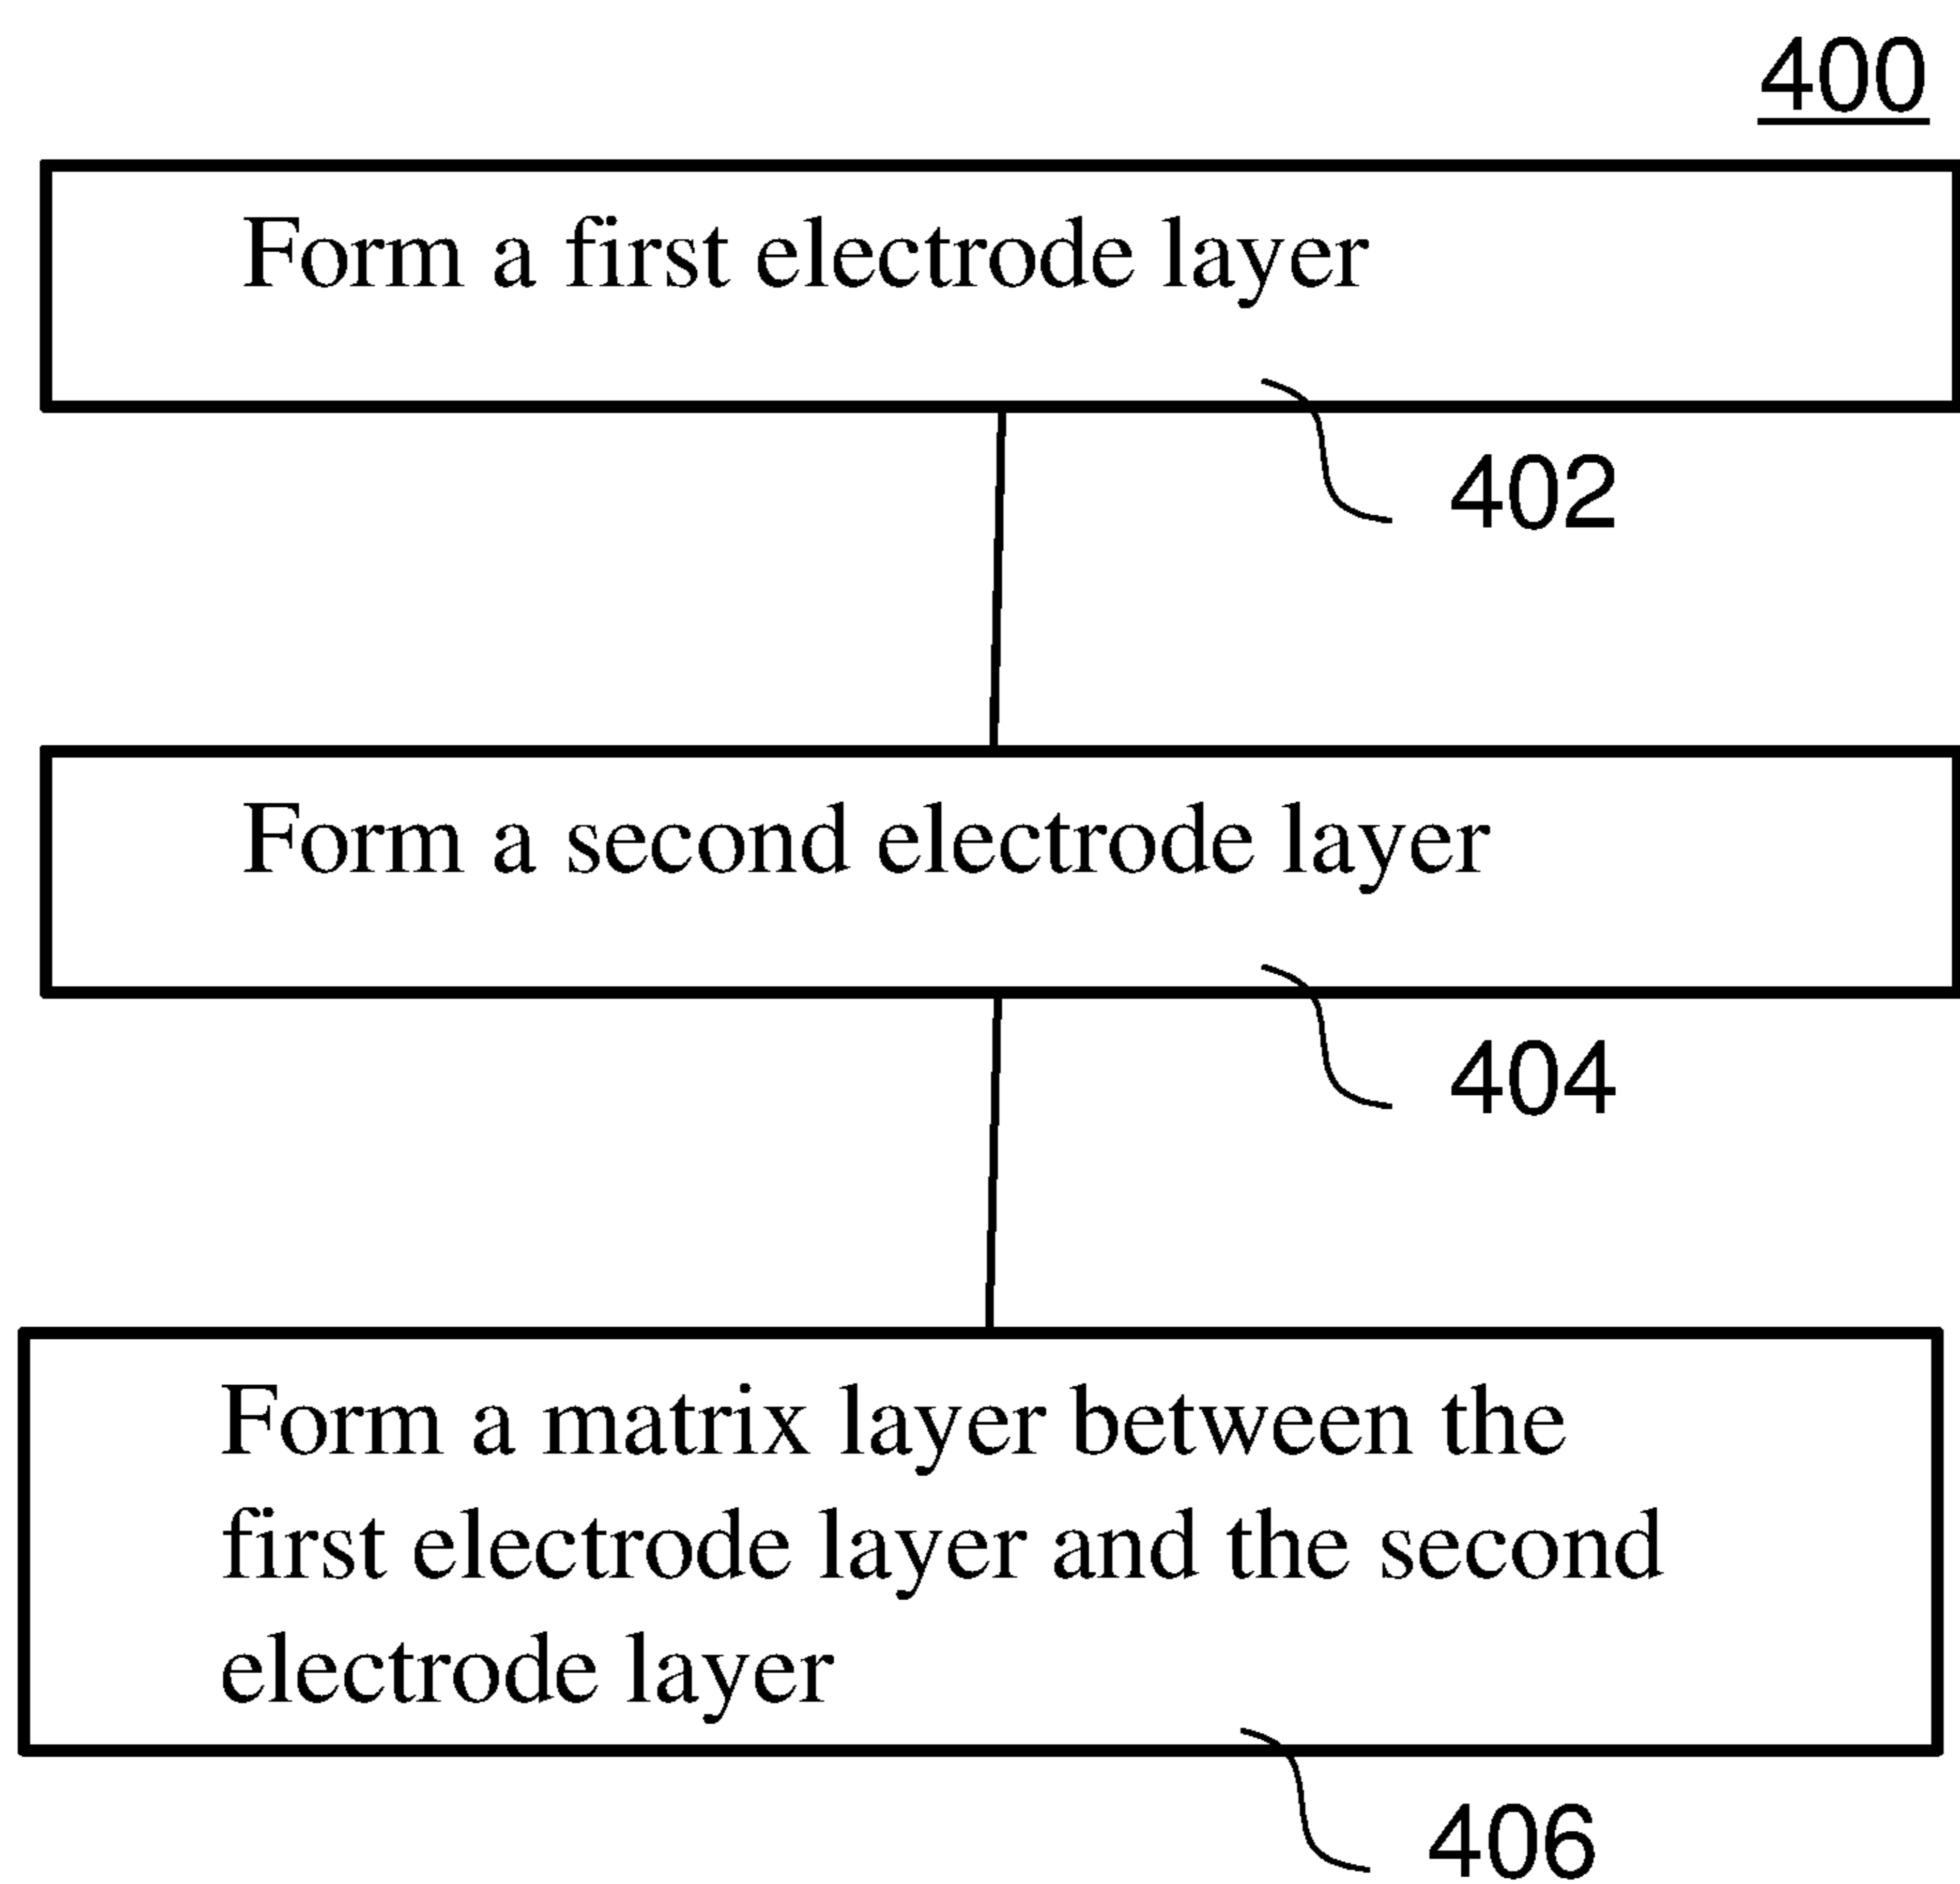 400
Form a first electrode layer
402
Form a second electrode layer
404
Form a matrix layer between the
first electrode layer and the second
electrode layer
406